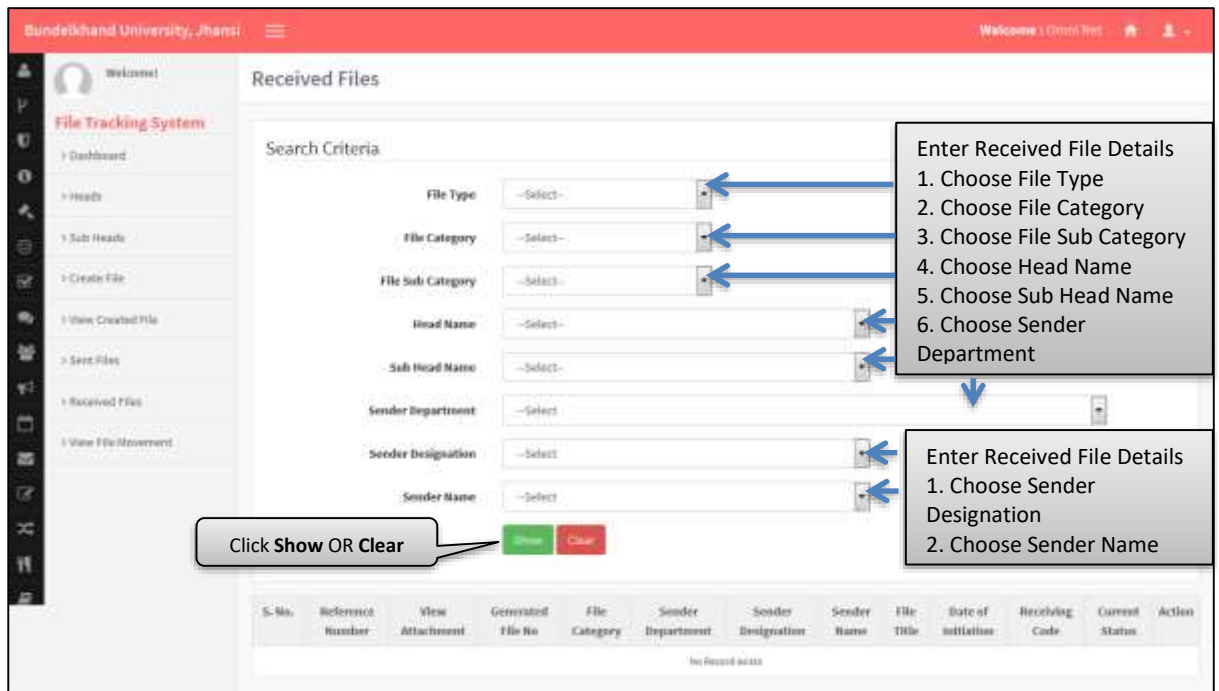 Bundelkhand University, Jhansi
Welcome : Omni Net
Welcome!
File Tracking System
› Dashboard
› Heads
› Sub Heads
› Create File
› View Created File
› Sent Files
› Received Files
› View File Movement
Received Files
Search Criteria
File Type --Select--
File Category --Select--
File Sub Category --Select--
Head Name --Select--
Sub Head Name --Select--
Sender Department --Select
Sender Designation --Select
Sender Name --Select
Show Clear
Enter Received File Details
1. Choose File Type
2. Choose File Category
3. Choose File Sub Category
4. Choose Head Name
5. Choose Sub Head Name
6. Choose Sender
Department
Enter Received File Details
1. Choose Sender
Designation
2. Choose Sender Name
Click Show OR Clear
S. No. Reference Number View Attachment Generated File No File Category Sender Department Sender Designation Sender Name File Title Date of Initiation Receiving Code Current Status Action
No Record exists